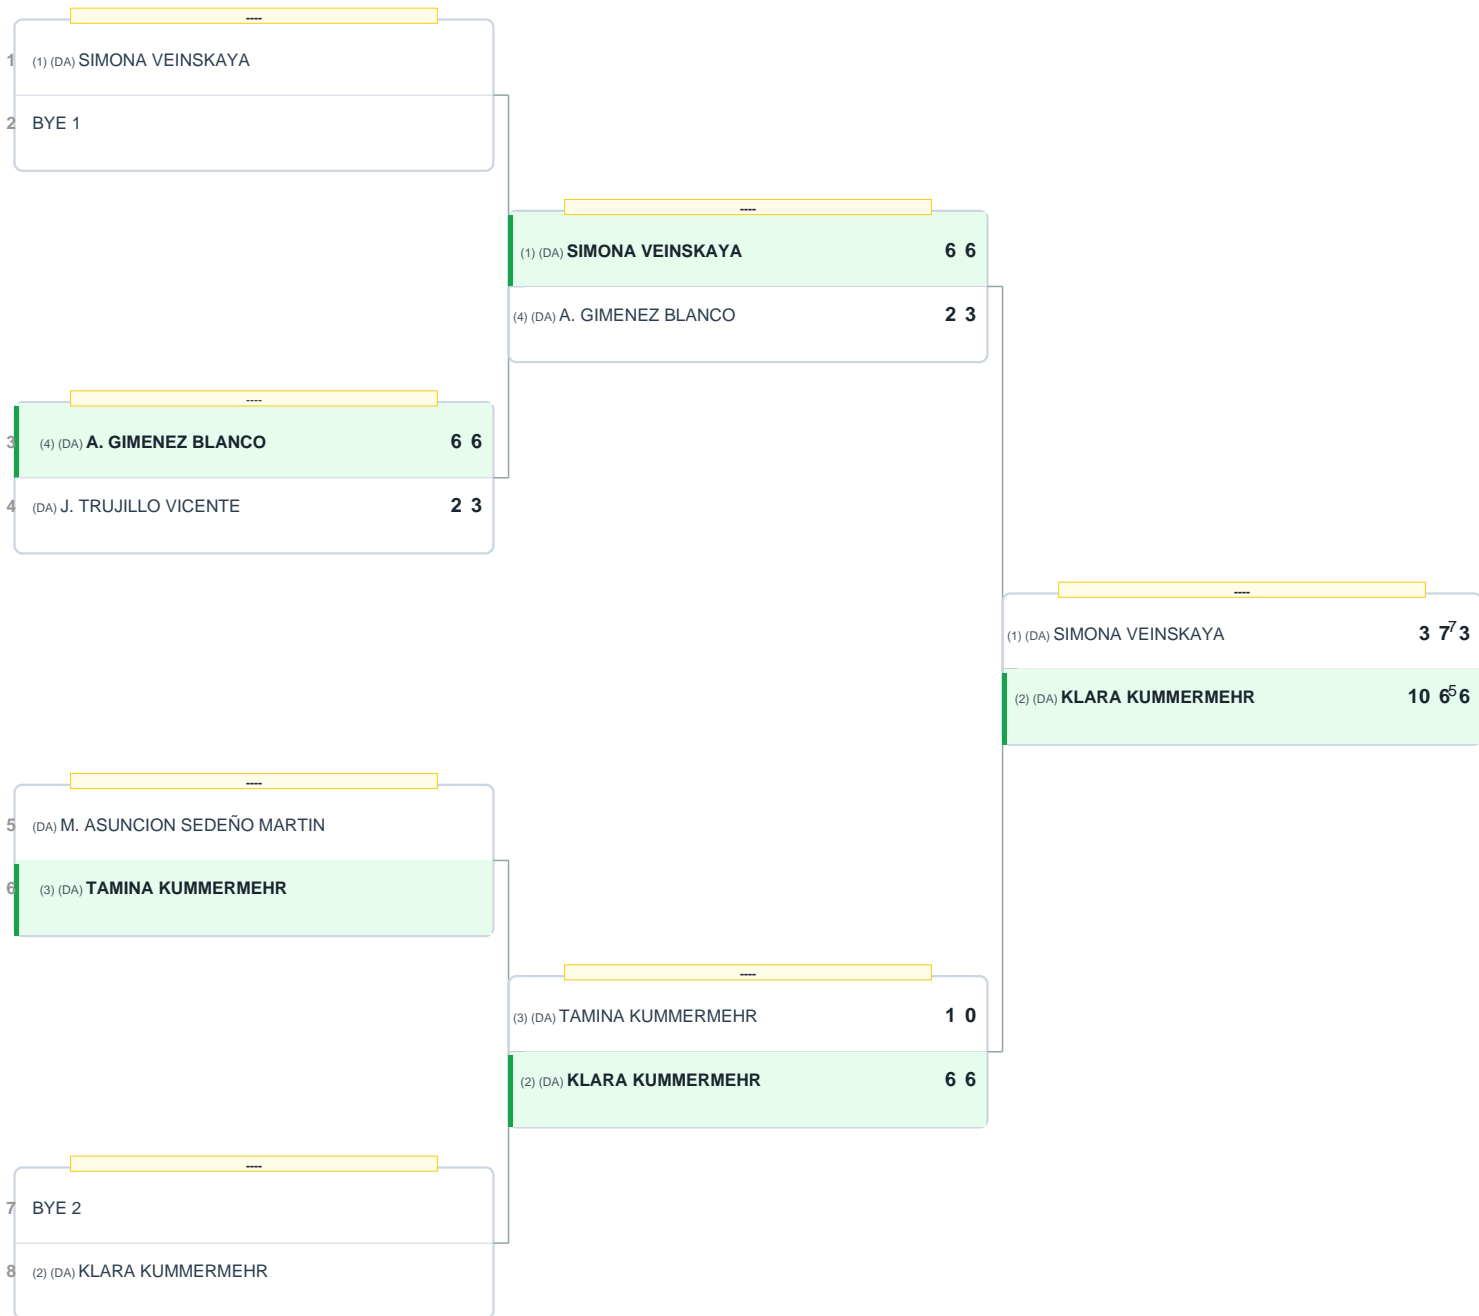 ----
1 (1) (DA) SIMONA VEINSKAYA
2 BYE 1
----
(1) (DA) SIMONA VEINSKAYA 6 6
(4) (DA) A. GIMENEZ BLANCO 2 3
----
3 (4) (DA) A. GIMENEZ BLANCO 6 6
4 (DA) J. TRUJILLO VICENTE 2 3
----
(1) (DA) SIMONA VEINSKAYA 3 7 7 3
(2) (DA) KLARA KUMMERMEHR 10 6 5 6
----
5 (DA) M. ASUNCION SEDEÑO MARTIN
6 (3) (DA) TAMINA KUMMERMEHR
----
(3) (DA) TAMINA KUMMERMEHR 1 0
(2) (DA) KLARA KUMMERMEHR 6 6
----
7 BYE 2
8 (2) (DA) KLARA KUMMERMEHR